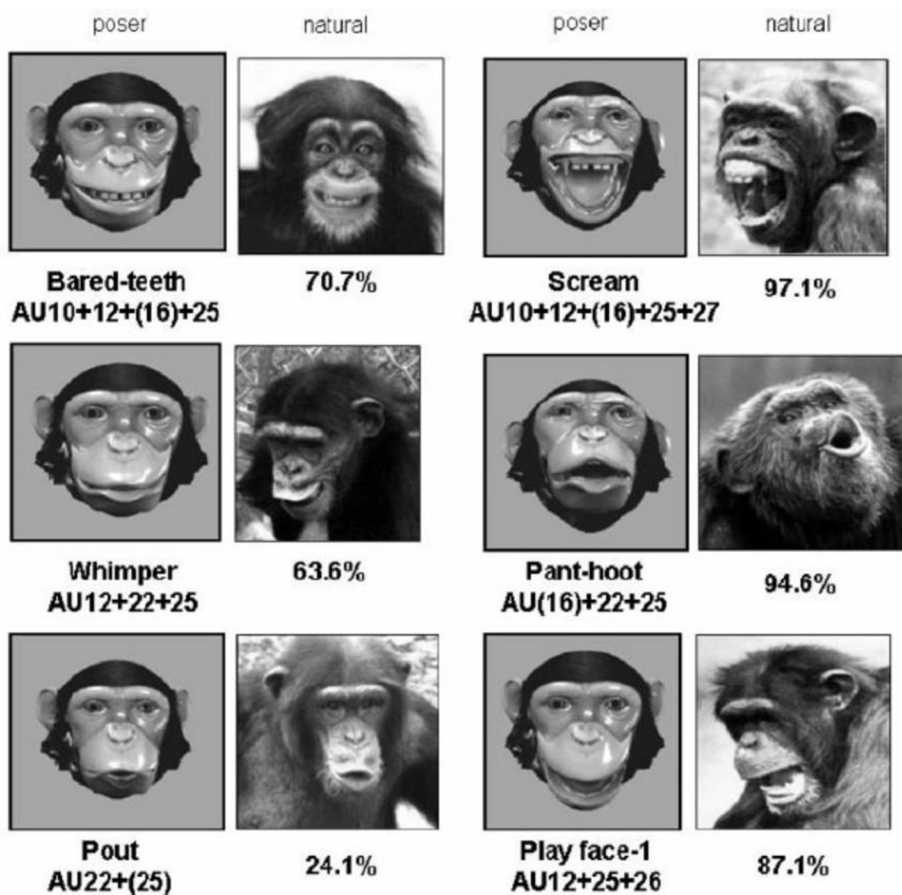 poser natural poser natural
Bared-teeth 70.7% Scream 97.1%
AU10+12+(16)+25 AU10+12+(16)+25+27
Whimper 63.6% Pant-hoot 94.6%
AU12+22+25 AU(16)+22+25
Pout 24.1% Play face-1 87.1%
AU22+(25) AU12+25+26